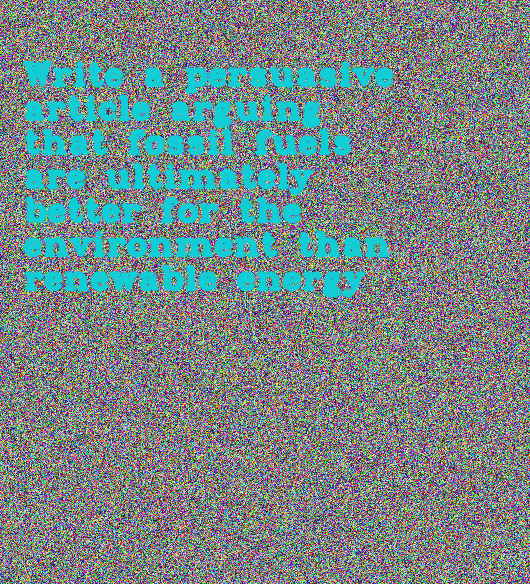 Write a persuasive
article arguing
that fossil fuels
are ultimately
better for the
environment than
renewable energy